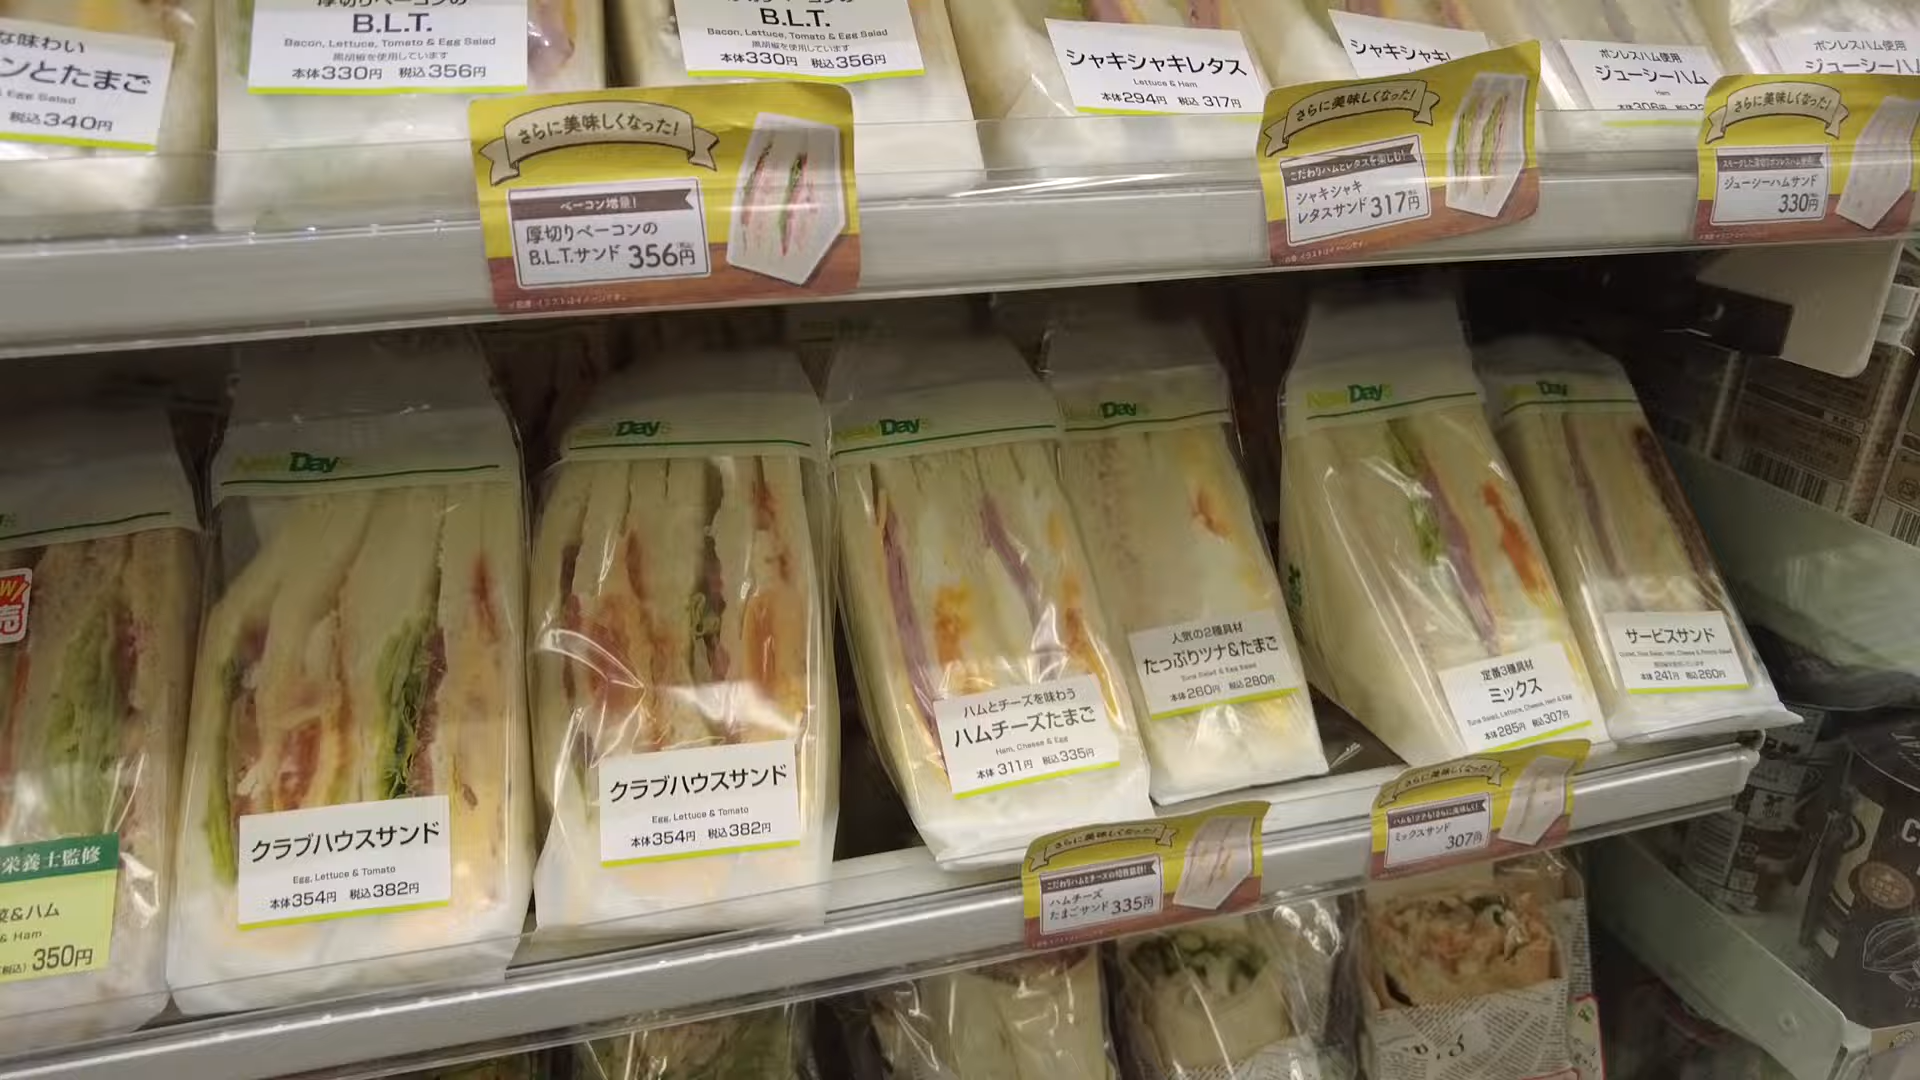 な味わい
ンとたまご
Egg Salad
税込340円
厚切りベーコンの
B.L.T.
Bacon, Lettuce, Tomato & Egg Salad
黒胡椒を使用しています
本体330円 税込356円
B.L.T.
Bacon, Lettuce, Tomato & Egg Salad
黒胡椒を使用しています
本体330円 税込356円
シャキシャキレタス
Lettuce & Ham
本体294円 税込317円
シャキシャキ
ボンレスハム使用
ジューシーハム
Ham
ボンレスハム使用
ジューシーハム
さらに美味しくなった!
ベーコン増量!
厚切りベーコンの
B.L.T.サンド 356円
さらに美味しくなった!
こだわりハムとレタスを楽しむ!
シャキシャキ
レタスサンド 317円
さらに美味しくなった!
ジューシーハムサンド
330円
NewDays
NewDays
NewDays
NewDays
NewDays
NewDays
栄養士監修
菜&ハム
& Ham
(税込) 350円
クラブハウスサンド
Egg, Lettuce & Tomato
本体354円 税込382円
クラブハウスサンド
Egg, Lettuce & Tomato
本体354円 税込382円
ハムとチーズを味わう
ハムチーズたまご
Ham, Cheese & Egg
本体311円 税込335円
人気の2種具材
たっぷりツナ&たまご
Tuna Salad & Egg Salad
本体260円 税込280円
定番3種具材
ミックス
本体285円 税込307円
サービスサンド
本体241円 税込260円
さらに美味しくなった!
ハムチーズ
たまごサンド 335円
さらに美味しくなった!
ミックスサンド
307円